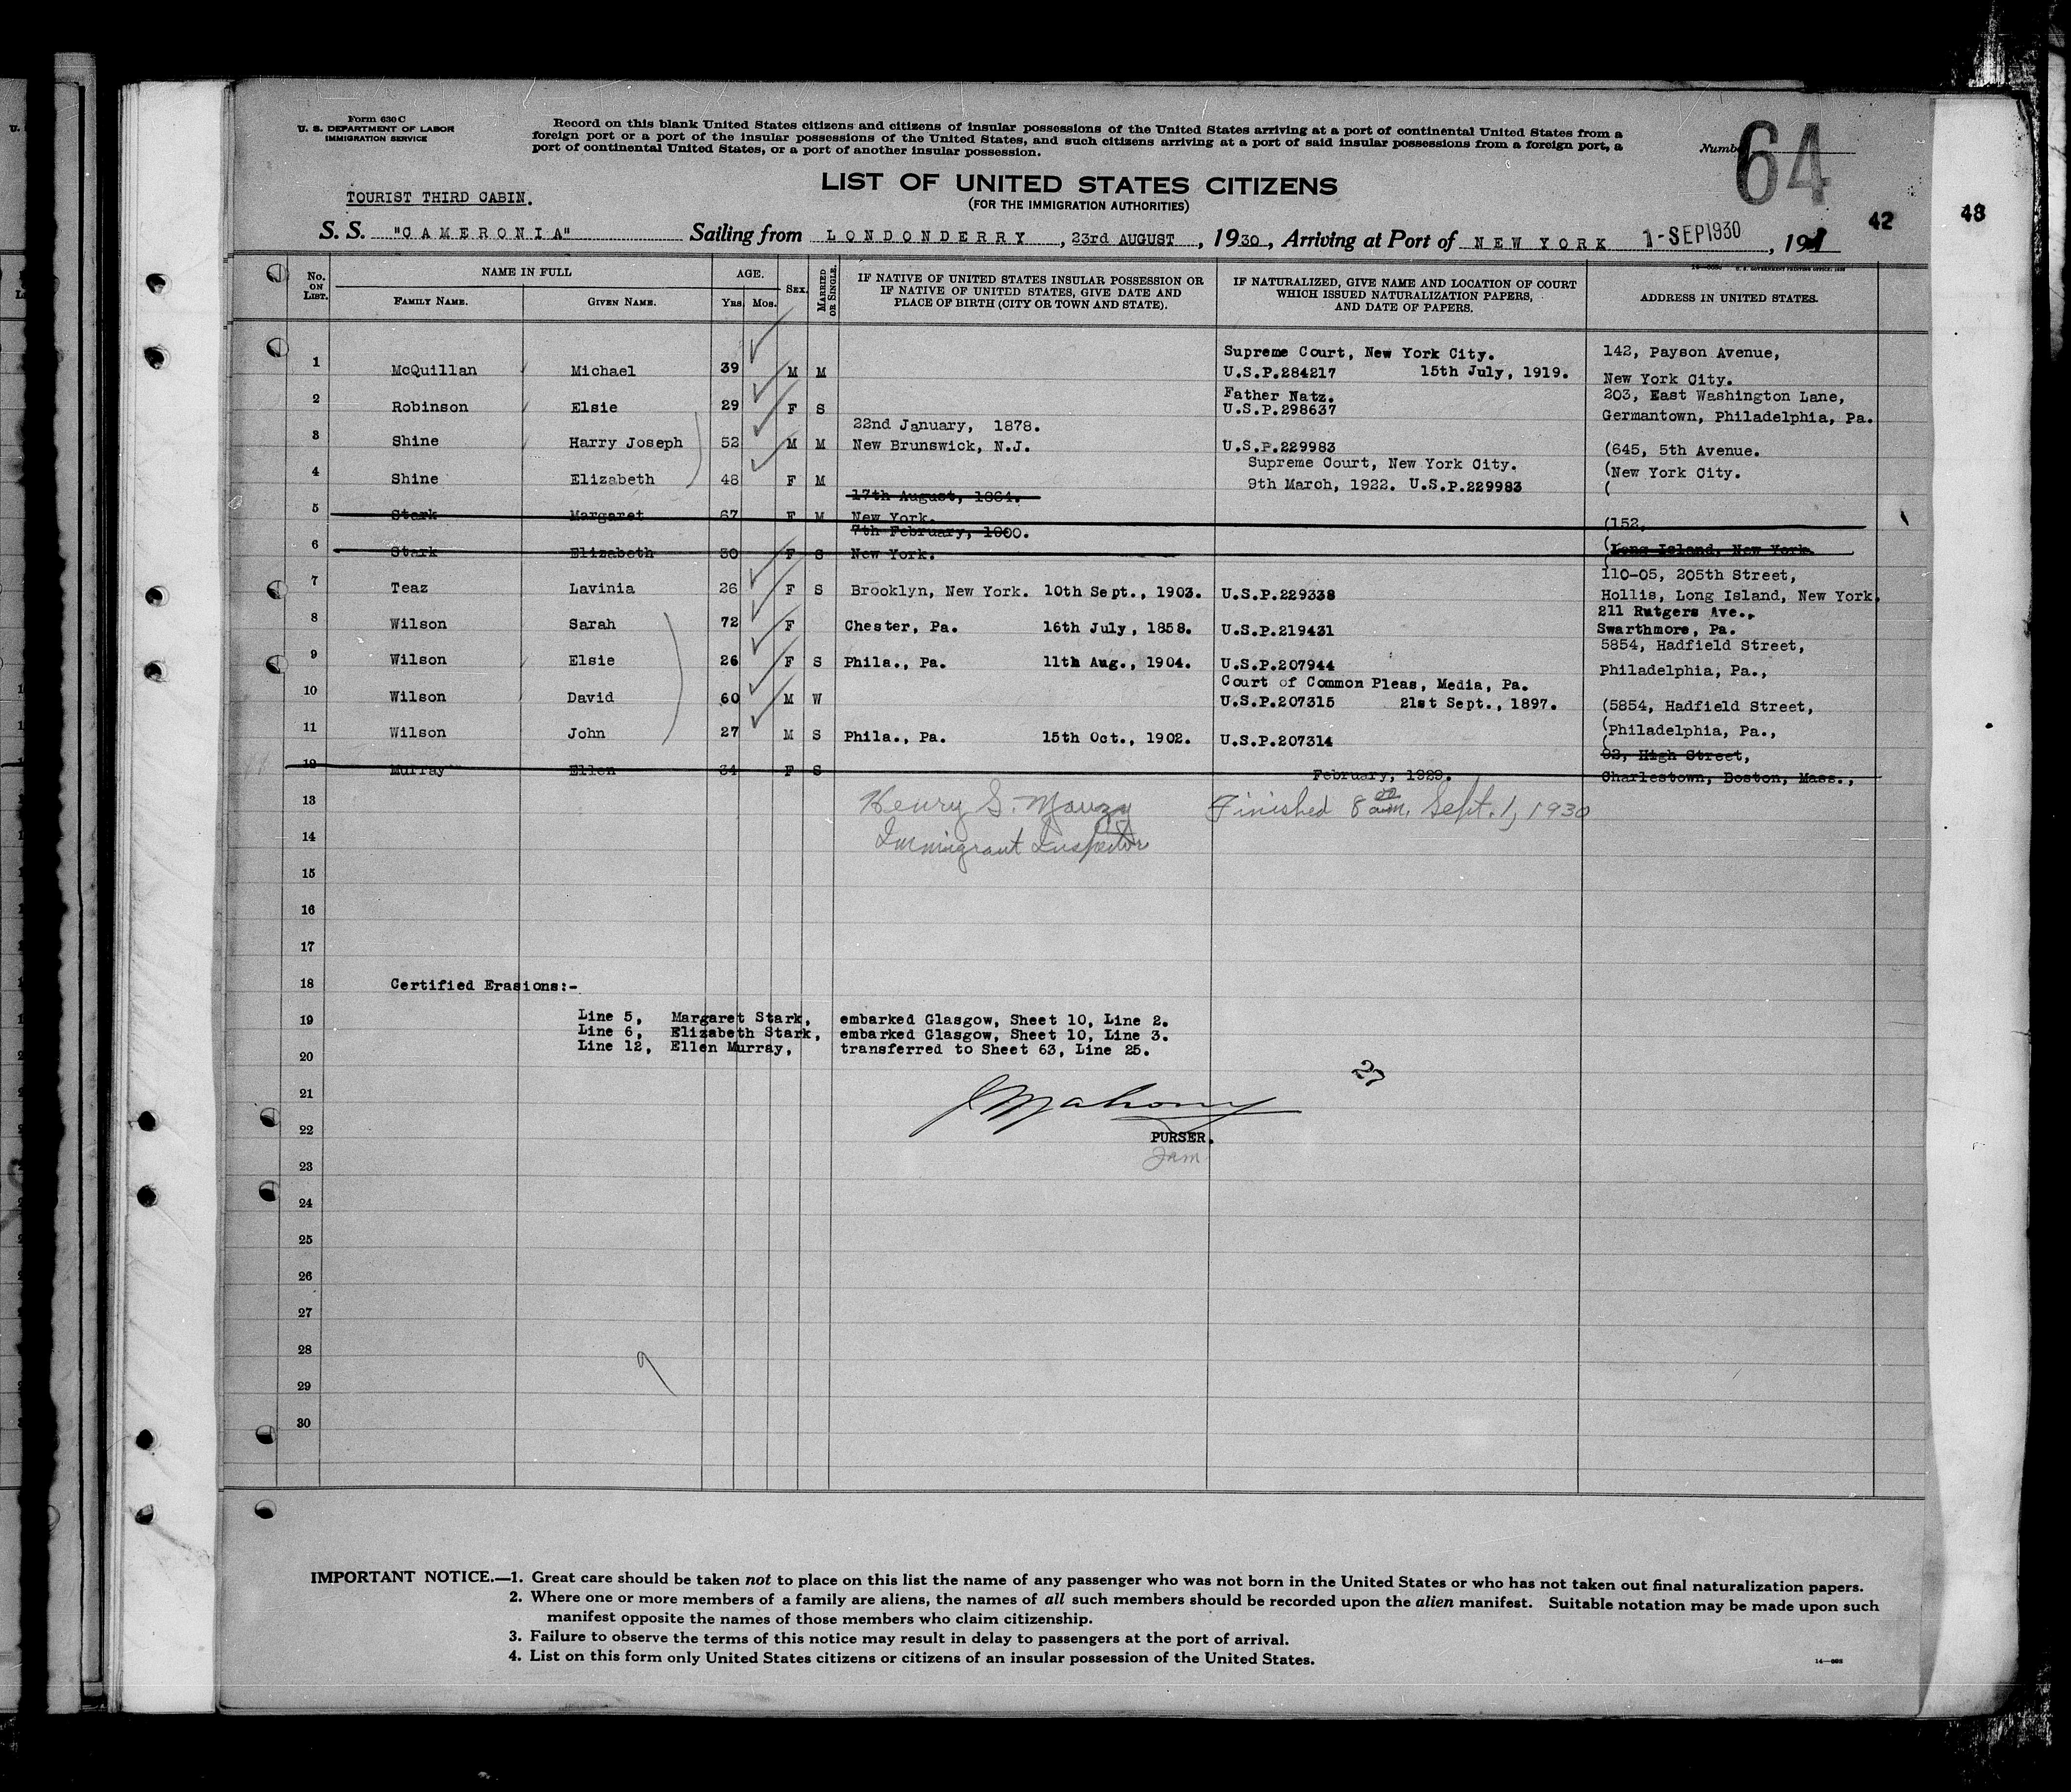 Form 630 C
U. S. DEPARTMENT OF LABOR
IMMIGRATION SERVICE
Record on this blank United States citizens and citizens of insular possessions of the United States arriving at a port of continental United States from a
foreign port or a port of the insular possessions of the United States, and such citizens arriving at a port of said insular possessions from a foreign port, a
port of continental United States, or a port of another insular possession.
64
LIST OF UNITED STATES CITIZENS
(FOR THE IMMIGRATION AUTHORITIES)
TOURIST THIRD CABIN.
42 48
S. S. "CAMERONIA" Sailing from LONDONDERRY, 23rd AUGUST, 1930, Arriving at Port of NEW YORK 1-SEP1930, 191
No. ON LIST. NAME IN FULL AGE. SEX. MARRIED OR SINGLE. IF NATIVE OF UNITED STATES INSULAR POSSESSION OR IF NATIVE OF UNITED STATES, GIVE DATE AND PLACE OF BIRTH (CITY OR TOWN AND STATE). IF NATURALIZED, GIVE NAME AND LOCATION OF COURT WHICH ISSUED NATURALIZATION PAPERS, AND DATE OF PAPERS. ADDRESS IN UNITED STATES.
FAMILY NAME. GIVEN NAME. Yrs. Mos.
Supreme Court, New York City. 142, Payson Avenue,
1 McQuillan Michael 39 M M U.S.P.284217 15th July, 1919. New York City.
2 Robinson Elsie 29 F S Father Natz. 203, East Washington Lane,
U.S.P.298637 Germantown, Philadelphia, Pa.
22nd January, 1878.
3 Shine Harry Joseph 52 M M New Brunswick, N.J. U.S.P.229983 (645, 5th Avenue.
Supreme Court, New York City. (New York City.
4 Shine Elizabeth 48 F M 9th March, 1922. U.S.P.229983 (
17th August, 1864.
5 Stark Margaret 67 F M New York. (152,
7th February, 1900.
6 Stark Elizabeth 30 F S New York. (Long Island, New York.
110-05, 205th Street,
7 Teaz Lavinia 26 F S Brooklyn, New York. 10th Sept., 1903. U.S.P.229338 Hollis, Long Island, New York.
211 Rutgers Ave.,
8 Wilson Sarah 72 F Chester, Pa. 16th July, 1858. U.S.P.219431 Swarthmore, Pa.
5854, Hadfield Street,
9 Wilson Elsie 26 F S Phila., Pa. 11th Aug., 1904. U.S.P.207944 Philadelphia, Pa.,
Court of Common Pleas, Media, Pa.
10 Wilson David 60 M W U.S.P.207315 21st Sept., 1897. (5854, Hadfield Street,
11 Wilson John 27 M S Phila., Pa. 15th Oct., 1902. U.S.P.207314 (Philadelphia, Pa.,
High Street,
12 Murray Ellen 34 F S February, 1929. Charlestown, Boston, Mass.,
13 Henry S. Mauzy Finished 8 00 a.m. Sept. 1, 1930
14 Immigrant Inspector
15
16
17
18 Certified Erasions:-
19 Line 5, Margaret Stark, embarked Glasgow, Sheet 10, Line 2.
Line 6, Elizabeth Stark, embarked Glasgow, Sheet 10, Line 3.
20 Line 12, Ellen Murray, transferred to Sheet 63, Line 25.
27
21 J Mahony
22 PURSER.
23
24
25
26
27
28
29
30
IMPORTANT NOTICE.—1. Great care should be taken not to place on this list the name of any passenger who was not born in the United States or who has not taken out final naturalization papers.
2. Where one or more members of a family are aliens, the names of all such members should be recorded upon the alien manifest. Suitable notation may be made upon such
manifest opposite the names of those members who claim citizenship.
3. Failure to observe the terms of this notice may result in delay to passengers at the port of arrival.
4. List on this form only United States citizens or citizens of an insular possession of the United States.